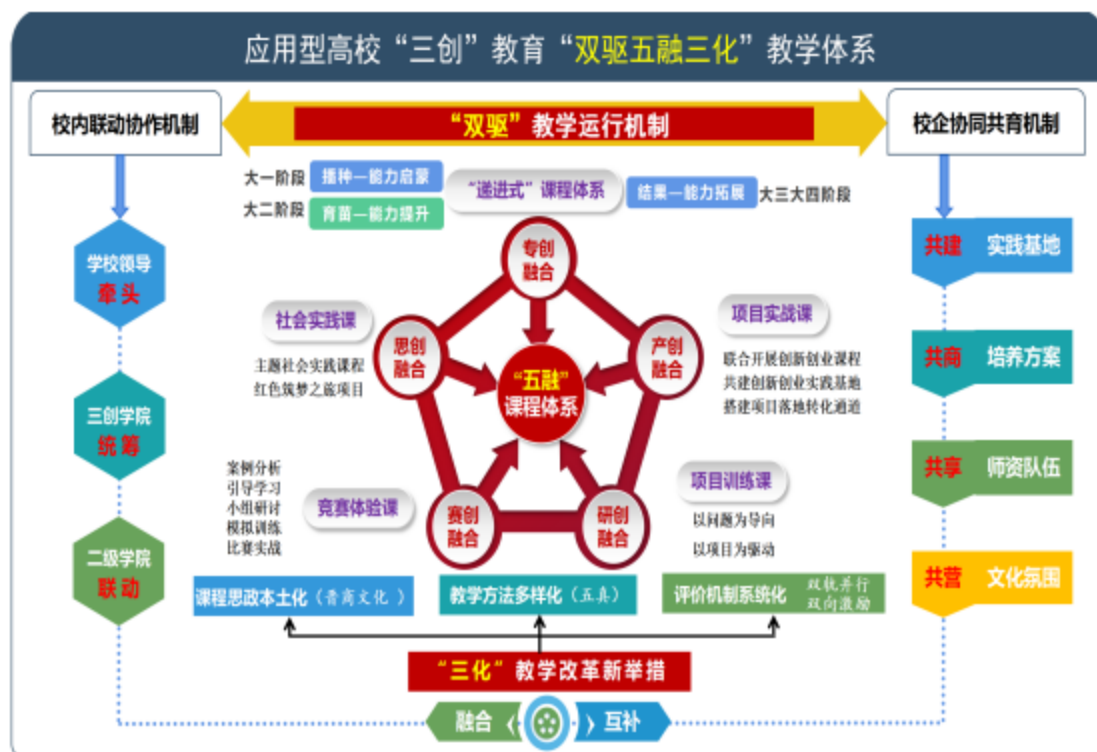 应用型高校“三创”教育“双驱五融三化”教学体系
校内联动协作机制
“双驱”教学运行机制
校企协同共育机制
大一阶段
播种—能力启蒙
“递进式”课程体系
结果—能力拓展
大三大四阶段
大二阶段
育苗—能力提升
学校领导
牵头
三创学院
统筹
二级学院
联动
专创
融合
思创
融合
产创
融合
赛创
融合
研创
融合
“五融”
课程体系
社会实践课
主题社会实践课程
红色筑梦之旅项目
项目实战课
联合开展创新创业课程
共建创新创业实践基地
搭建项目落地转化通道
案例分析
引导学习
小组研讨
模拟训练
比赛实战
竞赛体验课
项目训练课
以问题为导向
以项目为驱动
共建 实践基地
共商 培养方案
共享 师资队伍
共营 文化氛围
课程思政本土化（晋商文化）
教学方法多样化（五真）
评价机制系统化
双轨并行
双向激励
“三化”教学改革新举措
融合
互补